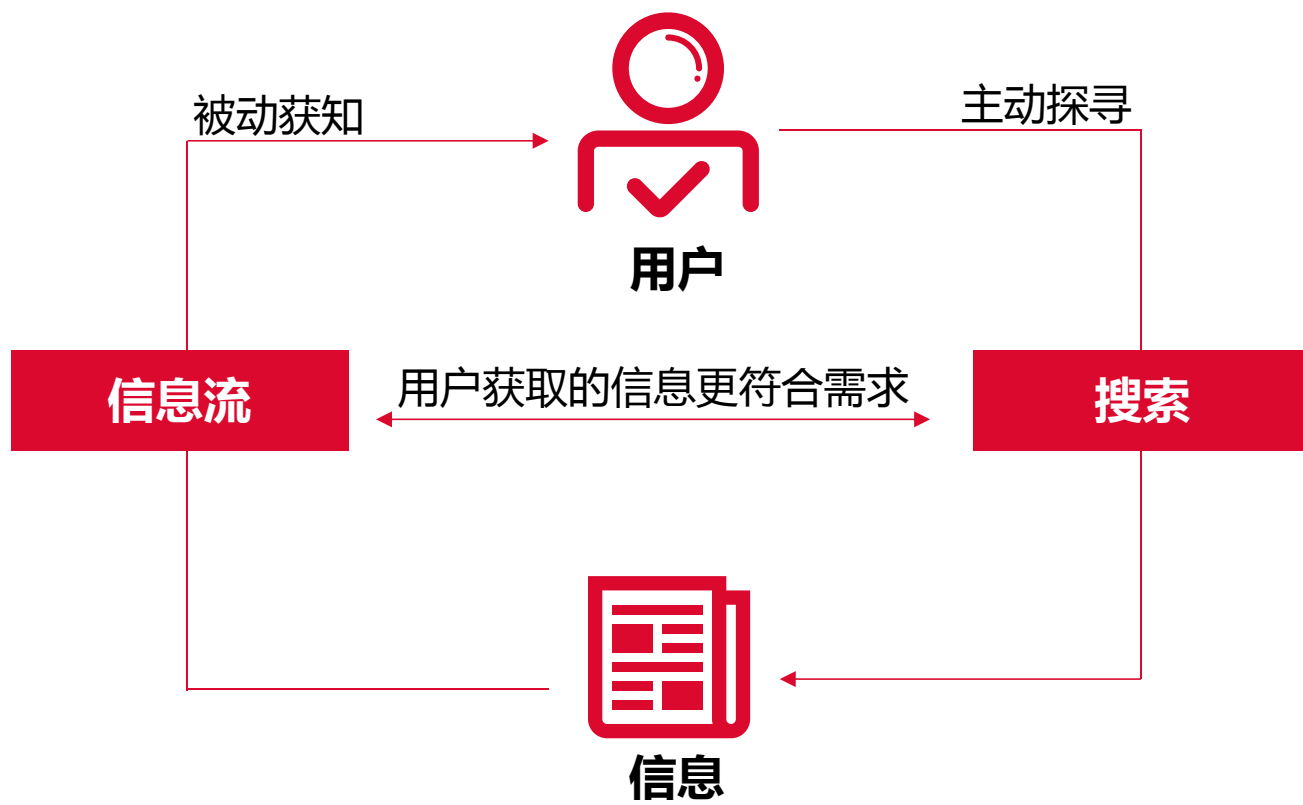 被动获知
主动探寻
用户
信息流
用户获取的信息更符合需求
搜索
信息